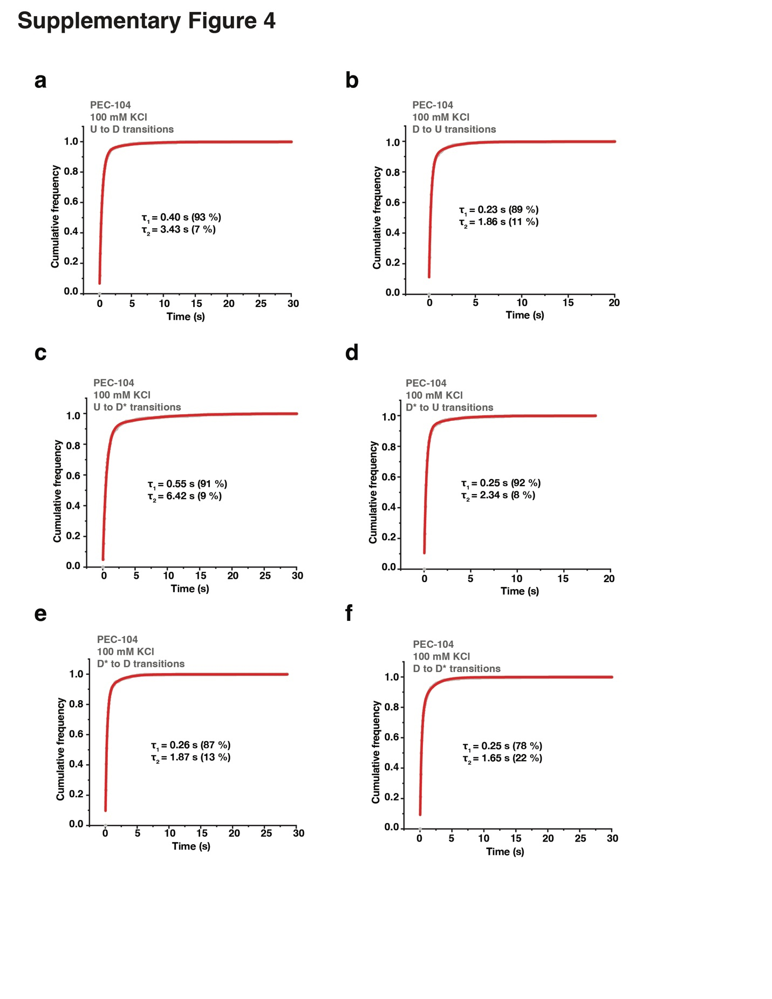 Supplementary Figure 4
a
PEC-104
100 mM KCl
U to D transitions
1.0
0.8
0.6
0.4
0.2
0.0
Cumulative frequency
τ1 = 0.40 s (93 %)
τ2 = 3.43 s (7 %)
0 5 10 15 20 25 30
Time (s)
b
PEC-104
100 mM KCl
D to U transitions
1.0
0.8
0.6
0.4
0.2
0.0
Cumulative frequency
τ1 = 0.23 s (89 %)
τ2 = 1.86 s (11 %)
0 5 10 15 20
Time (s)
c
PEC-104
100 mM KCl
U to D* transitions
1.0
0.8
0.6
0.4
0.2
0.0
Cumulative frequency
τ1 = 0.55 s (91 %)
τ2 = 6.42 s (9 %)
0 5 10 15 20 25 30
Time (s)
d
PEC-104
100 mM KCl
D* to U transitions
1.0
0.8
0.6
0.4
0.2
0.0
Cumulative frequency
τ1 = 0.25 s (92 %)
τ2 = 2.34 s (8 %)
0 5 10 15 20
Time (s)
e
PEC-104
100 mM KCl
D* to D transitions
1.0
0.8
0.6
0.4
0.2
0.0
Cumulative frequency
τ1 = 0.26 s (87 %)
τ2 = 1.87 s (13 %)
0 5 10 15 20 25 30
Time (s)
f
PEC-104
100 mM KCl
D to D* transitions
1.0
0.8
0.6
0.4
0.2
0.0
Cumulative frequency
τ1 = 0.25 s (78 %)
τ2 = 1.65 s (22 %)
0 5 10 15 20 25 30
Time (s)